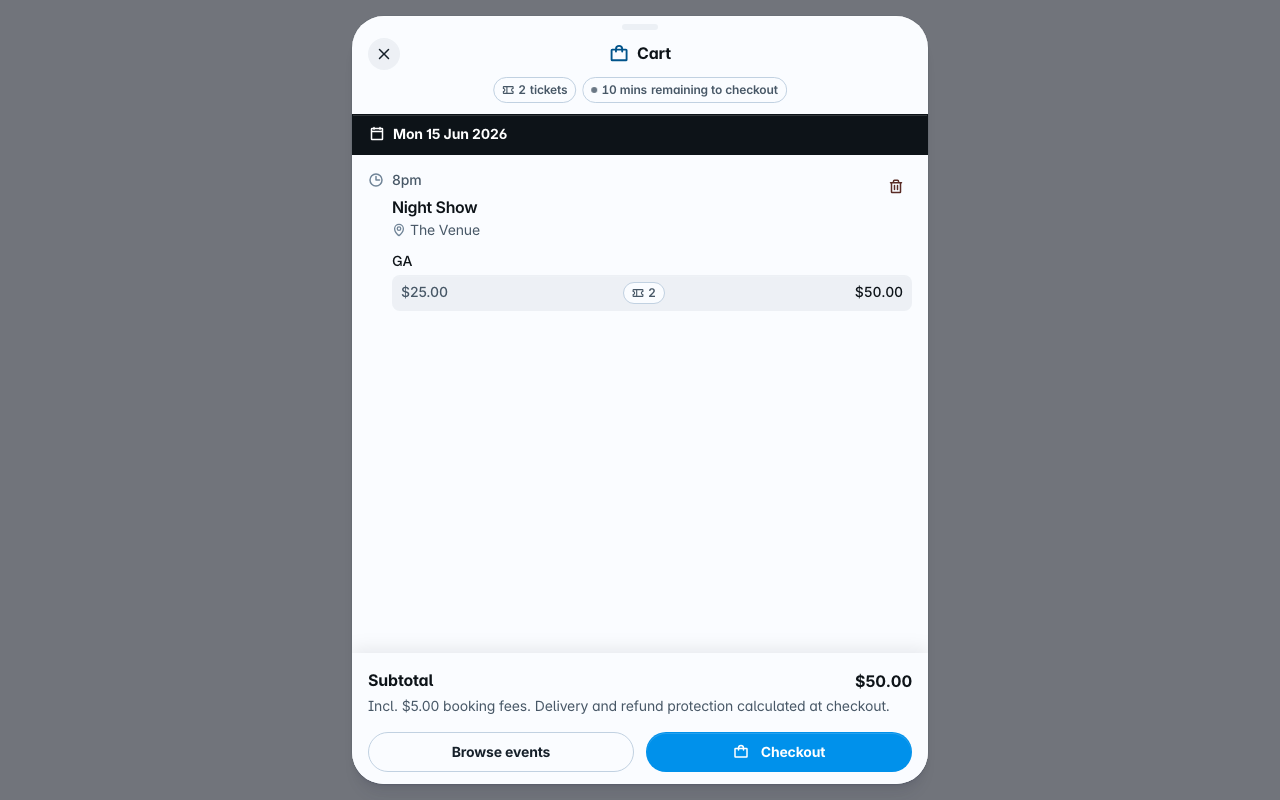 Cart
2 tickets
10 mins remaining to checkout
Mon 15 Jun 2026
8pm
Night Show
The Venue
GA
$25.00 2 $50.00
Subtotal $50.00
Incl. $5.00 booking fees. Delivery and refund protection calculated at checkout.
Browse events
Checkout